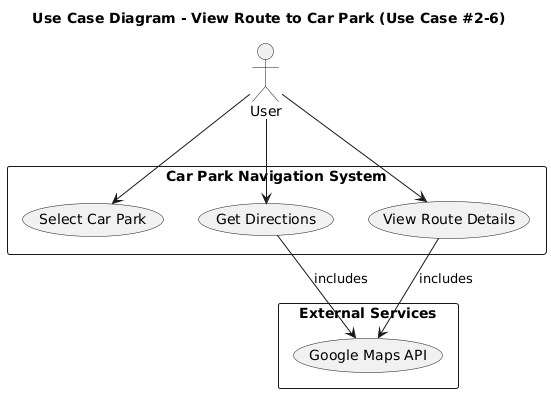 Use Case Diagram - View Route to Car Park (Use Case #2-6)
User
Car Park Navigation System
Select Car Park
Get Directions
View Route Details
includes
includes
External Services
Google Maps API